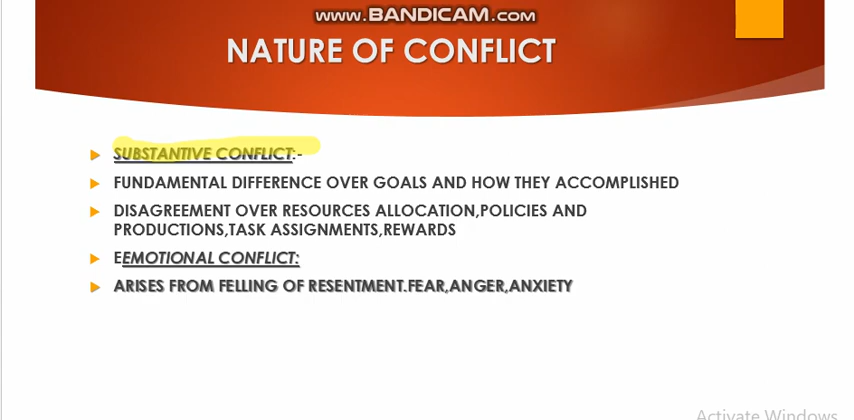 www.BANDICAM.com
NATURE OF CONFLICT
SUBSTANTIVE CONFLICT:-
FUNDAMENTAL DIFFERENCE OVER GOALS AND HOW THEY ACCOMPLISHED
DISAGREEMENT OVER RESOURCES ALLOCATION,POLICIES AND
PRODUCTIONS,TASK ASSIGNMENTS,REWARDS
EEMOTIONAL CONFLICT:
ARISES FROM FELLING OF RESENTMENT.FEAR,ANGER,ANXIETY
Activate Windows